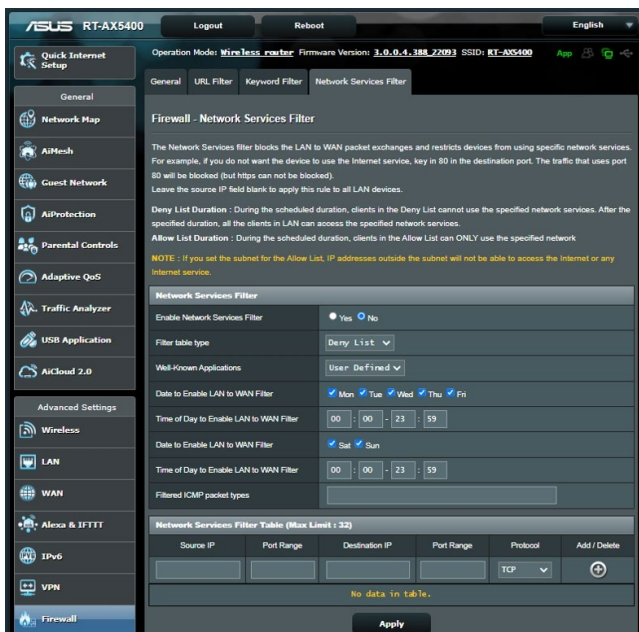 ASUS RT-AX5400 Logout Reboot English
Quick Internet Setup
Operation Mode: Wireless router Firmware Version: 3.0.0.4.388_22093 SSID: RT-AX5400 App
General URL Filter Keyword Filter Network Services Filter
General
Network Map
AiMesh
Guest Network
AiProtection
Parental Controls
Adaptive QoS
Traffic Analyzer
USB Application
AiCloud 2.0
Advanced Settings
Wireless
LAN
WAN
Alexa & IFTTT
IPv6
VPN
Firewall
Firewall - Network Services Filter
The Network Services filter blocks the LAN to WAN packet exchanges and restricts devices from using specific network services.
For example, if you do not want the device to use the Internet service, key in 80 in the destination port. The traffic that uses port
80 will be blocked (but https can not be blocked).
Leave the source IP field blank to apply this rule to all LAN devices.
Deny List Duration : During the scheduled duration, clients in the Deny List cannot use the specified network services. After the
specified duration, all the clients in LAN can access the specified network services.
Allow List Duration : During the scheduled duration, clients in the Allow List can ONLY use the specified network
NOTE : If you set the subnet for the Allow List, IP addresses outside the subnet will not be able to access the Internet or any
Internet service.
Network Services Filter
Enable Network Services Filter Yes No
Filter table type Deny List
Well-Known Applications User Defined
Date to Enable LAN to WAN Filter Mon Tue Wed Thu Fri
Time of Day to Enable LAN to WAN Filter 00 : 00 - 23 : 59
Date to Enable LAN to WAN Filter Sat Sun
Time of Day to Enable LAN to WAN Filter 00 : 00 - 23 : 59
Filtered ICMP packet types
Network Services Filter Table (Max Limit : 32)
Source IP Port Range Destination IP Port Range Protocol Add / Delete
TCP
No data in table.
Apply